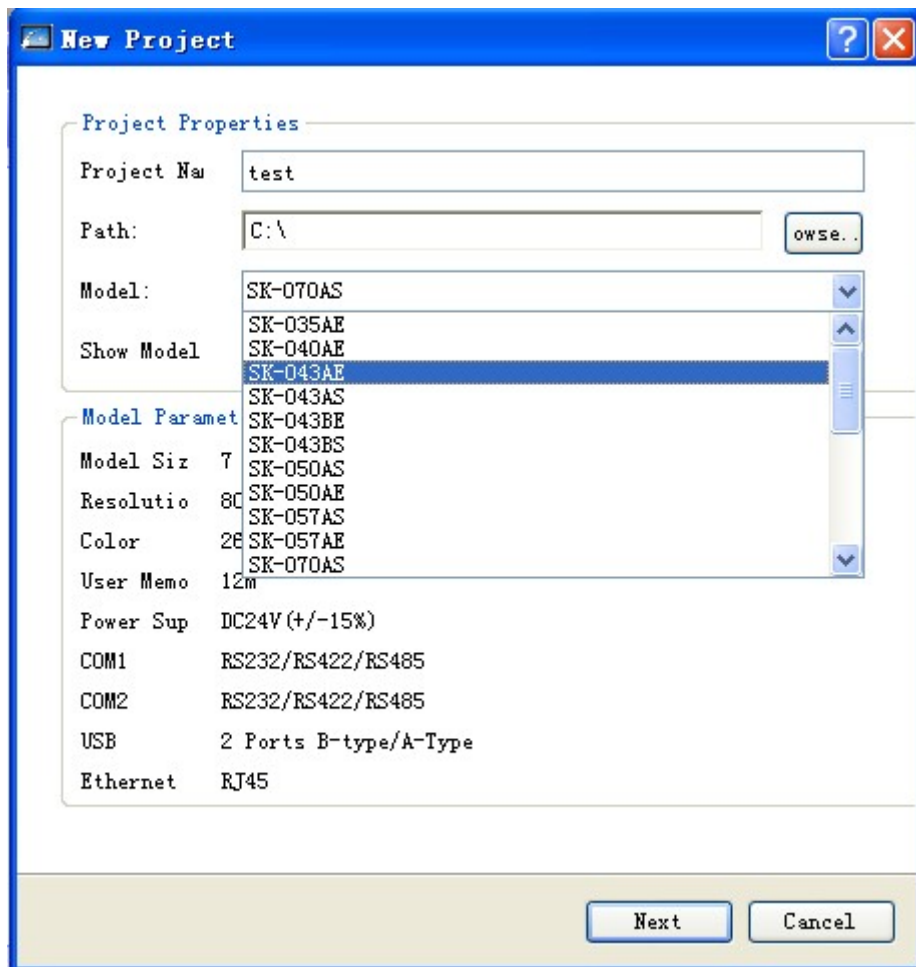 New Project
Project Properties
Project Na
test
Path:
C:\
owse..
Model:
SK-070AS
SK-035AE
SK-040AE
Show Model
SK-043AE
SK-043AS
Model Paramet
SK-043BE
SK-043BS
Model Siz 7
SK-050AS
SK-050AE
Resolutio 80
SK-057AS
Color 26
SK-057AE
SK-070AS
User Memo 12m
Power Sup DC24V(+/-15%)
COM1 RS232/RS422/RS485
COM2 RS232/RS422/RS485
USB 2 Ports B-type/A-Type
Ethernet RJ45
Next
Cancel